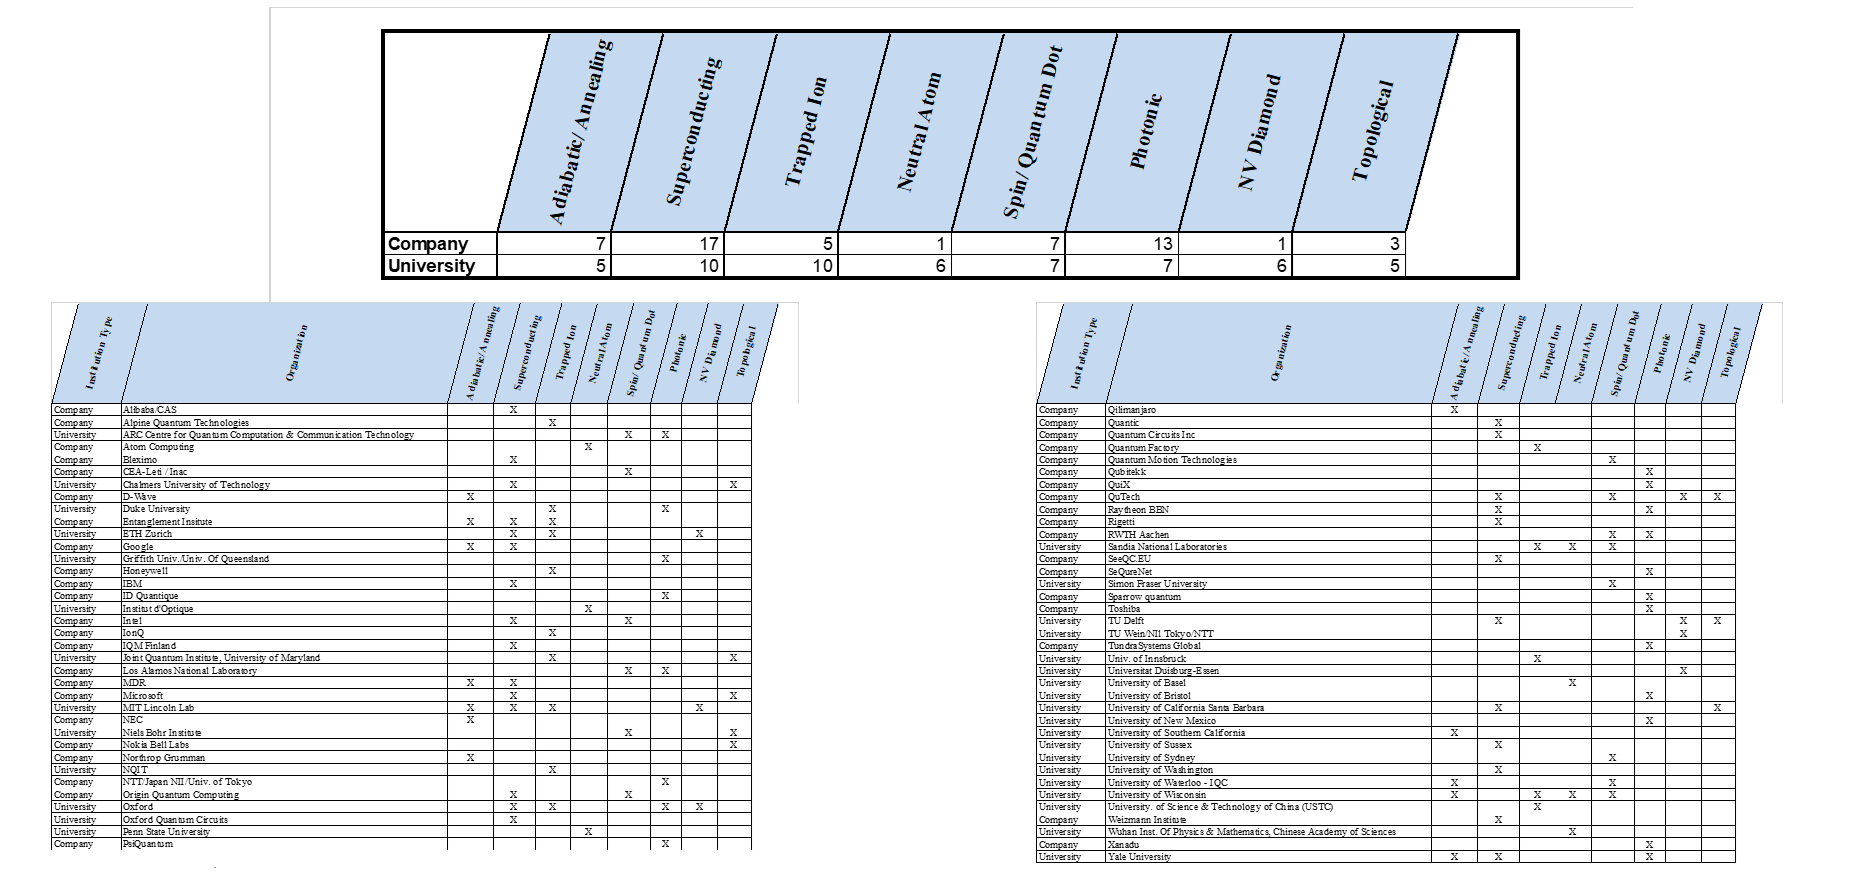 Adiabatic/Annealing Superconducting Trapped Ion Neutral Atom Spin/Quantum Dot Photonic NV Diamond Topological
Company 7 17 5 1 7 13 1 3
University 5 10 10 6 7 7 6 5
Institution Type Organization Adiabatic/Annealing Superconducting Trapped Ion Neutral Atom Spin/Quantum Dot Photonic NV Diamond Topological
Company Alibaba/CAS X
Company Alpine Quantum Technologies X
University ARC Centre for Quantum Computation & Communication Technology X X
Company Atom Computing X
Company Bleximo X
Company CEA-Leti / Inac X
University Chalmers University of Technology X X
Company D-Wave X
University Duke University X X
Company Entanglement Insitute X X X
University ETH Zurich X X X
Company Google X X
University Griffith Univ./Univ. Of Queensland X
Company Honeywell X
Company IBM X
Company ID Quantique X
University Institut d'Optique X
Company Intel X X
Company IonQ X
Company IQM Finland X
University Joint Quantum Institute, University of Maryland X X
Company Los Alamos National Laboratory X X
Company MDR X X
Company Microsoft X X
University MIT Lincoln Lab X X X X
Company NEC X
University Niels Bohr Institute X X
Company Nokia Bell Labs X
Company Northrop Grumman X
University NQIT X
Company NTT/Japan NII/Univ. of Tokyo X
Company Origin Quantum Computing X X
University Oxford X X X X
Company Oxford Quantum Circuits X
University Penn State University X
Company PsiQuantum X
Institution Type Organization Adiabatic/Annealing Superconducting Trapped Ion Neutral Atom Spin/Quantum Dot Photonic NV Diamond Topological
Company Qilimanjaro X
Company Quantic X
Company Quantum Circuits Inc X
Company Quantum Factory X
Company Quantum Motion Technologies X
Company Qubitekk X
Company QuiX X
Company QuTech X X X X
Company Raytheon BBN X X
Company Rigetti X
Company RWTH Aachen X X
University Sandia National Laboratories X X X
Company SeeQC.EU X
Company SeQureNet X
University Simon Fraser University X
Company Sparrow quantum X
Company Toshiba X
University TU Delft X X X
University TU Wein/NII Tokyo/NTT X
Company TundraSystems Global X
University Univ. of Innsbruck X
University Universitat Duisburg-Essen X
University University of Basel X
University University of Bristol X
University University of California Santa Barbara X X
University University of New Mexico X
University University of Southern California X
University University of Sussex X
University University of Sydney X
University University of Washington X
University University of Waterloo - IQC X X
University University of Wisconsin X X X X
University University. of Science & Technology of China (USTC) X
Company Weizmann Institute X
University Wuhan Inst. Of Physics & Mathematics, Chinese Academy of Sciences X
Company Xanadu X
University Yale University X X X